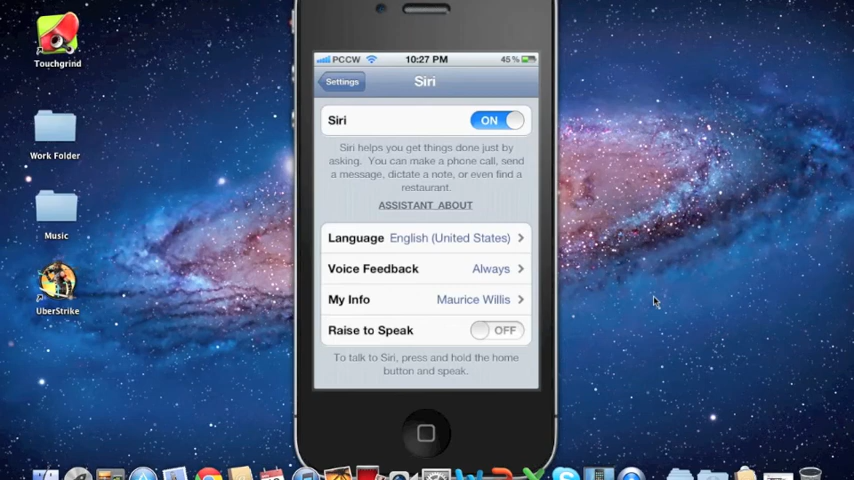 Touchgrind
Work Folder
Music
UberStrike
PCCW 10:27 PM 45 %
Settings Siri
Siri ON
Siri helps you get things done just by
asking. You can make a phone call, send
a message, dictate a note, or even find a
restaurant.
ASSISTANT ABOUT
Language English (United States)
Voice Feedback Always
My Info Maurice Willis
Raise to Speak OFF
To talk to Siri, press and hold the home
button and speak.